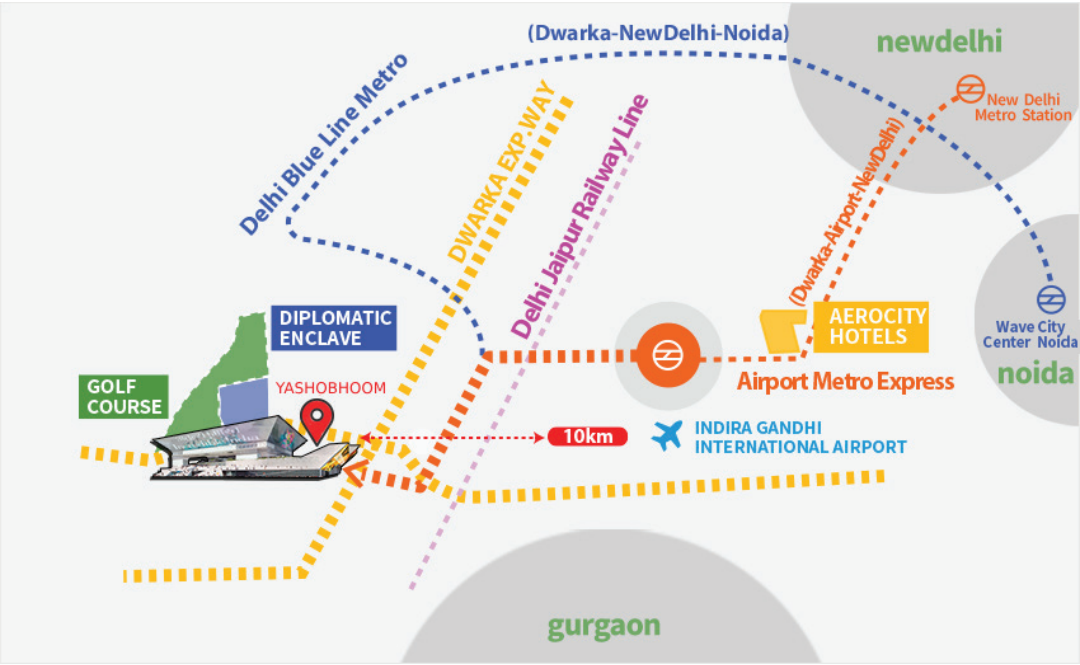 (Dwarka-NewDelhi-Noida)
newdelhi
Delhi Blue Line Metro
DWARKA EXP.WAY
Delhi Jaipur Railway Line
New Delhi
Metro Station
(Dwarka-Airport-NewDelhi)
DIPLOMATIC
ENCLAVE
AEROCITY
HOTELS
Wave City
Center Noida
noida
GOLF
COURSE
YASHOBHOOM
Airport Metro Express
10km
INDIRA GANDHI
INTERNATIONAL AIRPORT
gurgaon